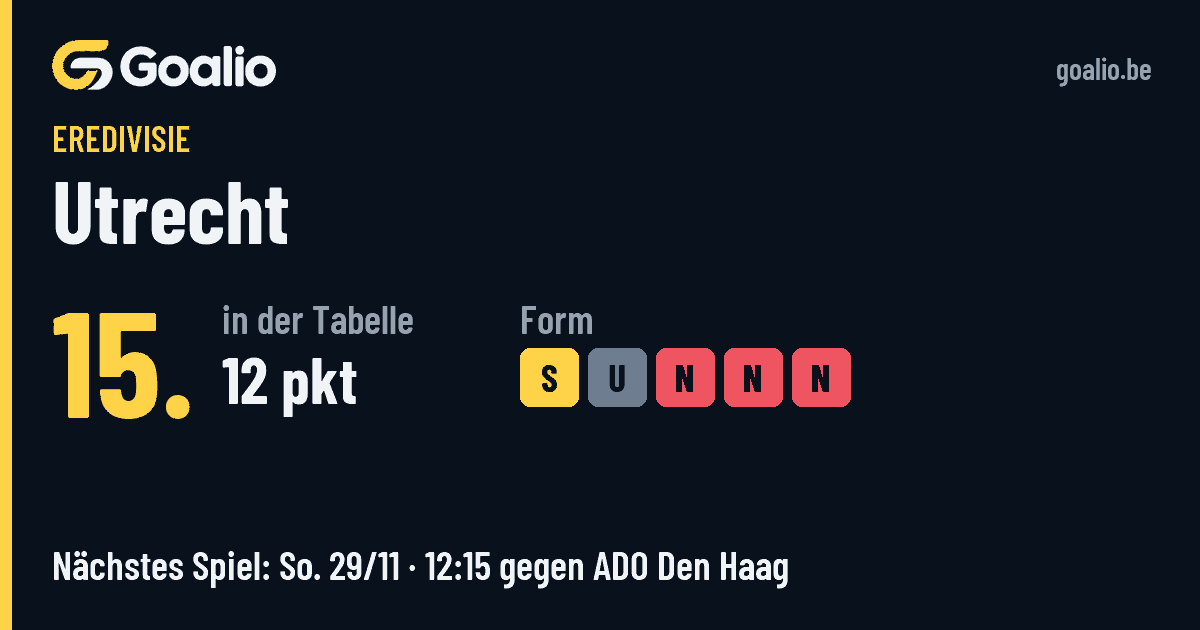 Goalio
goalio.be
EREDIVISIE
Utrecht
15.
in der Tabelle
12 pkt
Form
S U N N N
Nächstes Spiel: So. 29/11 · 12:15 gegen ADO Den Haag